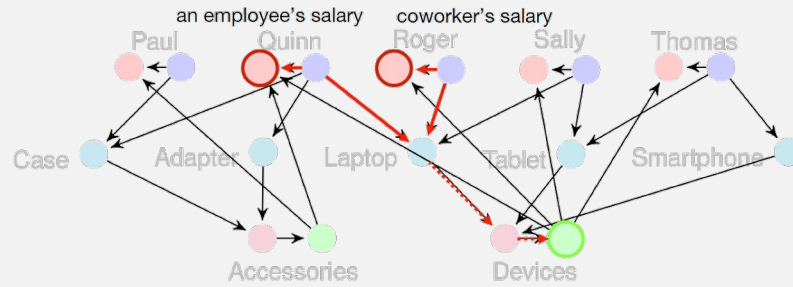 an employee's salary coworker's salary
Paul Quinn Roger Sally Thomas
Case Adapter Laptop Tablet Smartphone
Accessories Devices